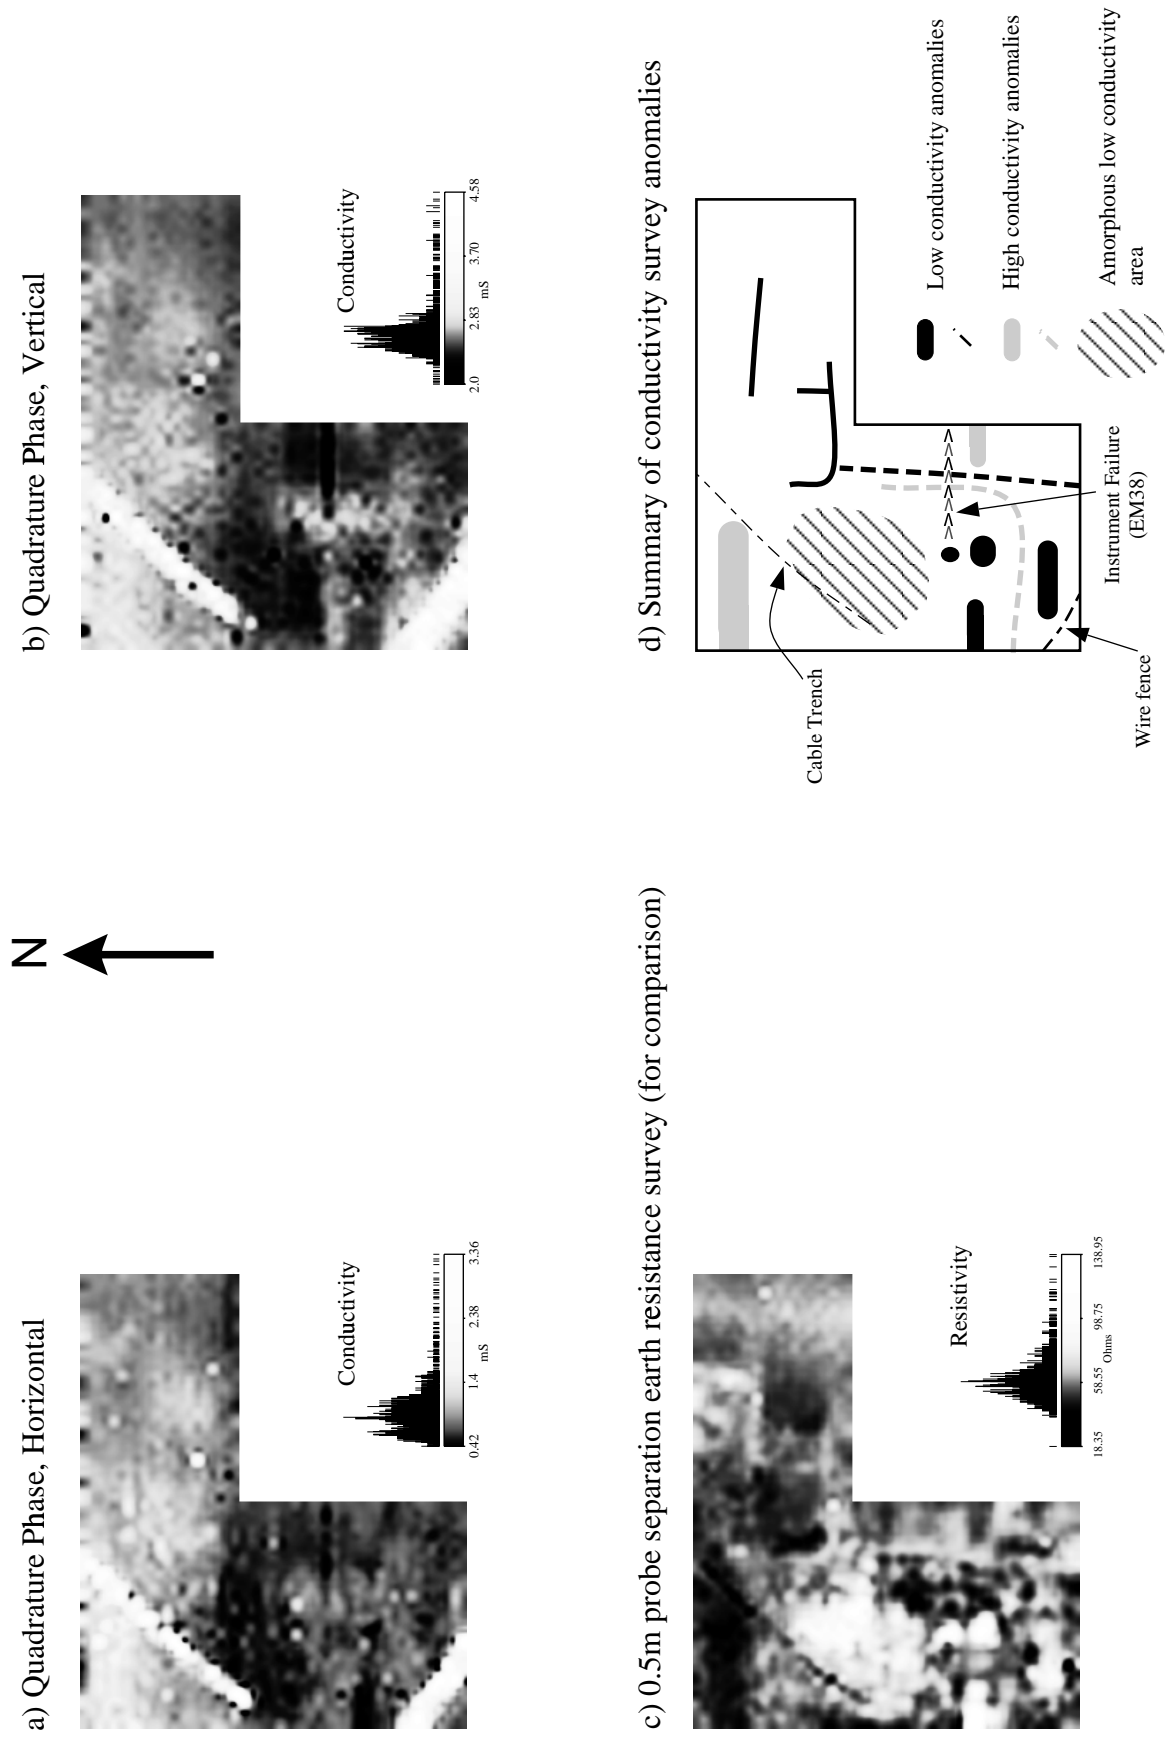 N
a) Quadrature Phase, Horizontal
Conductivity
0.42 1.4 2.38 3.36
mS
b) Quadrature Phase, Vertical
Conductivity
2.0 2.83 3.70 4.58
mS
c) 0.5m probe separation earth resistance survey (for comparison)
Resistivity
18.35 58.55 98.75 138.95
Ohms
d) Summary of conductivity survey anomalies
Cable Trench
Wire fence
Instrument Failure
(EM38)
Low conductivity anomalies
High conductivity anomalies
Amorphous low conductivity
area